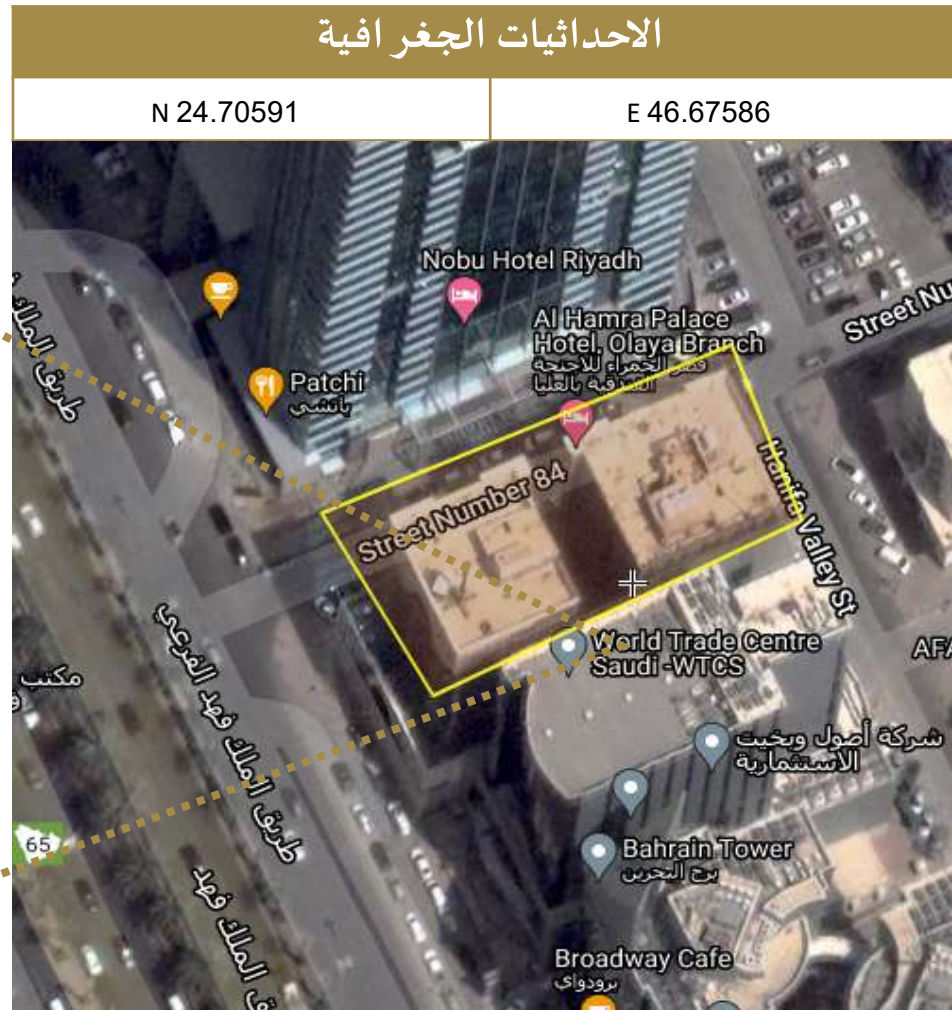 الاحداثيات الجغرافية
N 24.70591
E 46.67586
Nobu Hotel Riyadh
Al Hamra Palace
Hotel, Olaya Branch
قصر الحمراء للأجنحة
الفندقية بالعليا
Street Nu
طريق الملك ف
Patchi
باتشي
Street Number 84
Hanifa Valley St
World Trade Centre
Saudi -WTCS
AFA
مكتب
طريق الملك فهد الفرعي
شركة أصول وبخيت
الاستثمارية
65
Bahrain Tower
برج البحرين
ق الملك فهد
Broadway Cafe
برودواي